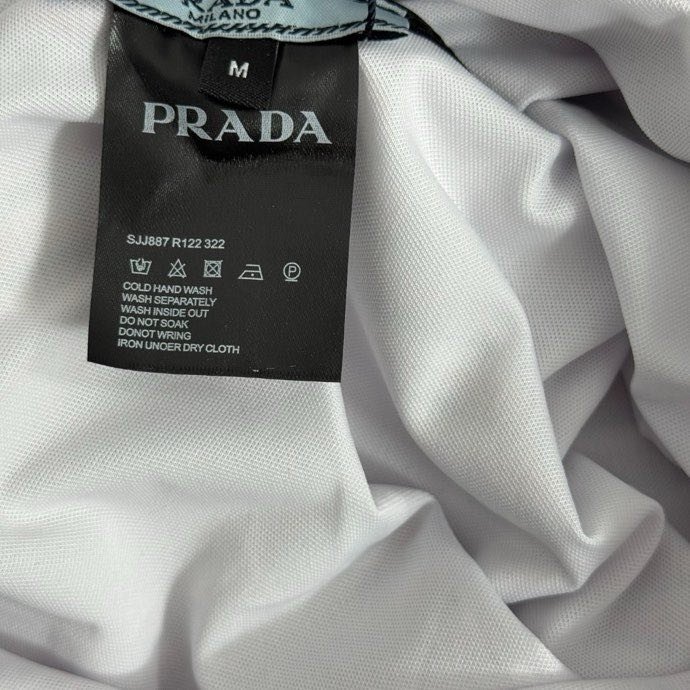 PRADA
MILANO
M
PRADA
SJJ887 R122 322
COLD HAND WASH
WASH SEPARATELY
WASH INSIDE OUT
DO NOT SOAK
DONOT WRING
IRON UNOER DRY CLOTH